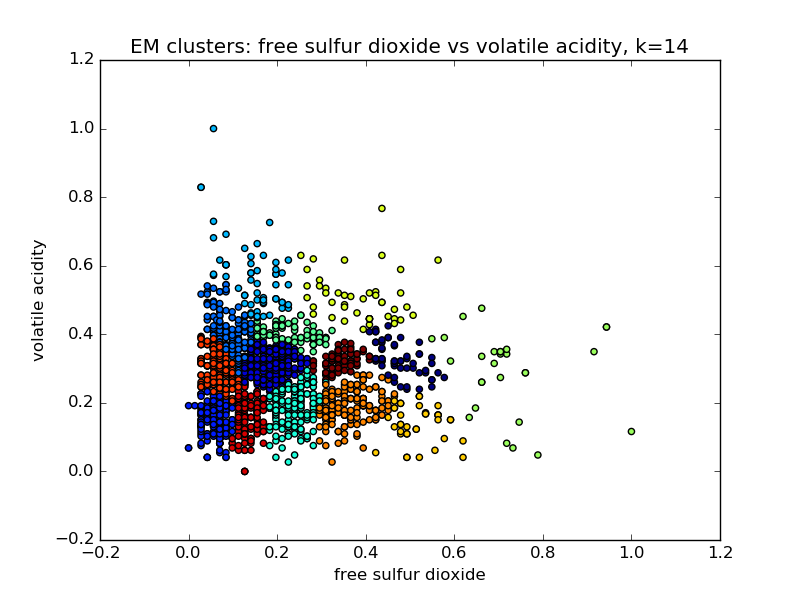 EM clusters: free sulfur dioxide vs volatile acidity, k=14
1.2
1.0
0.8
0.6
0.4
0.2
0.0
−0.2
volatile acidity
−0.2 0.0 0.2 0.4 0.6 0.8 1.0 1.2
free sulfur dioxide